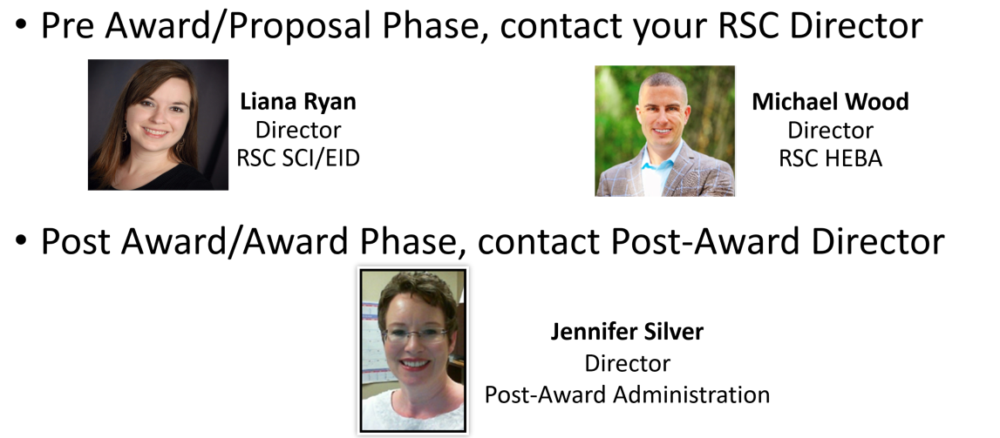 • Pre Award/Proposal Phase, contact your RSC Director
Liana Ryan
Director
RSC SCI/EID
Michael Wood
Director
RSC HEBA
• Post Award/Award Phase, contact Post-Award Director
Jennifer Silver
Director
Post-Award Administration